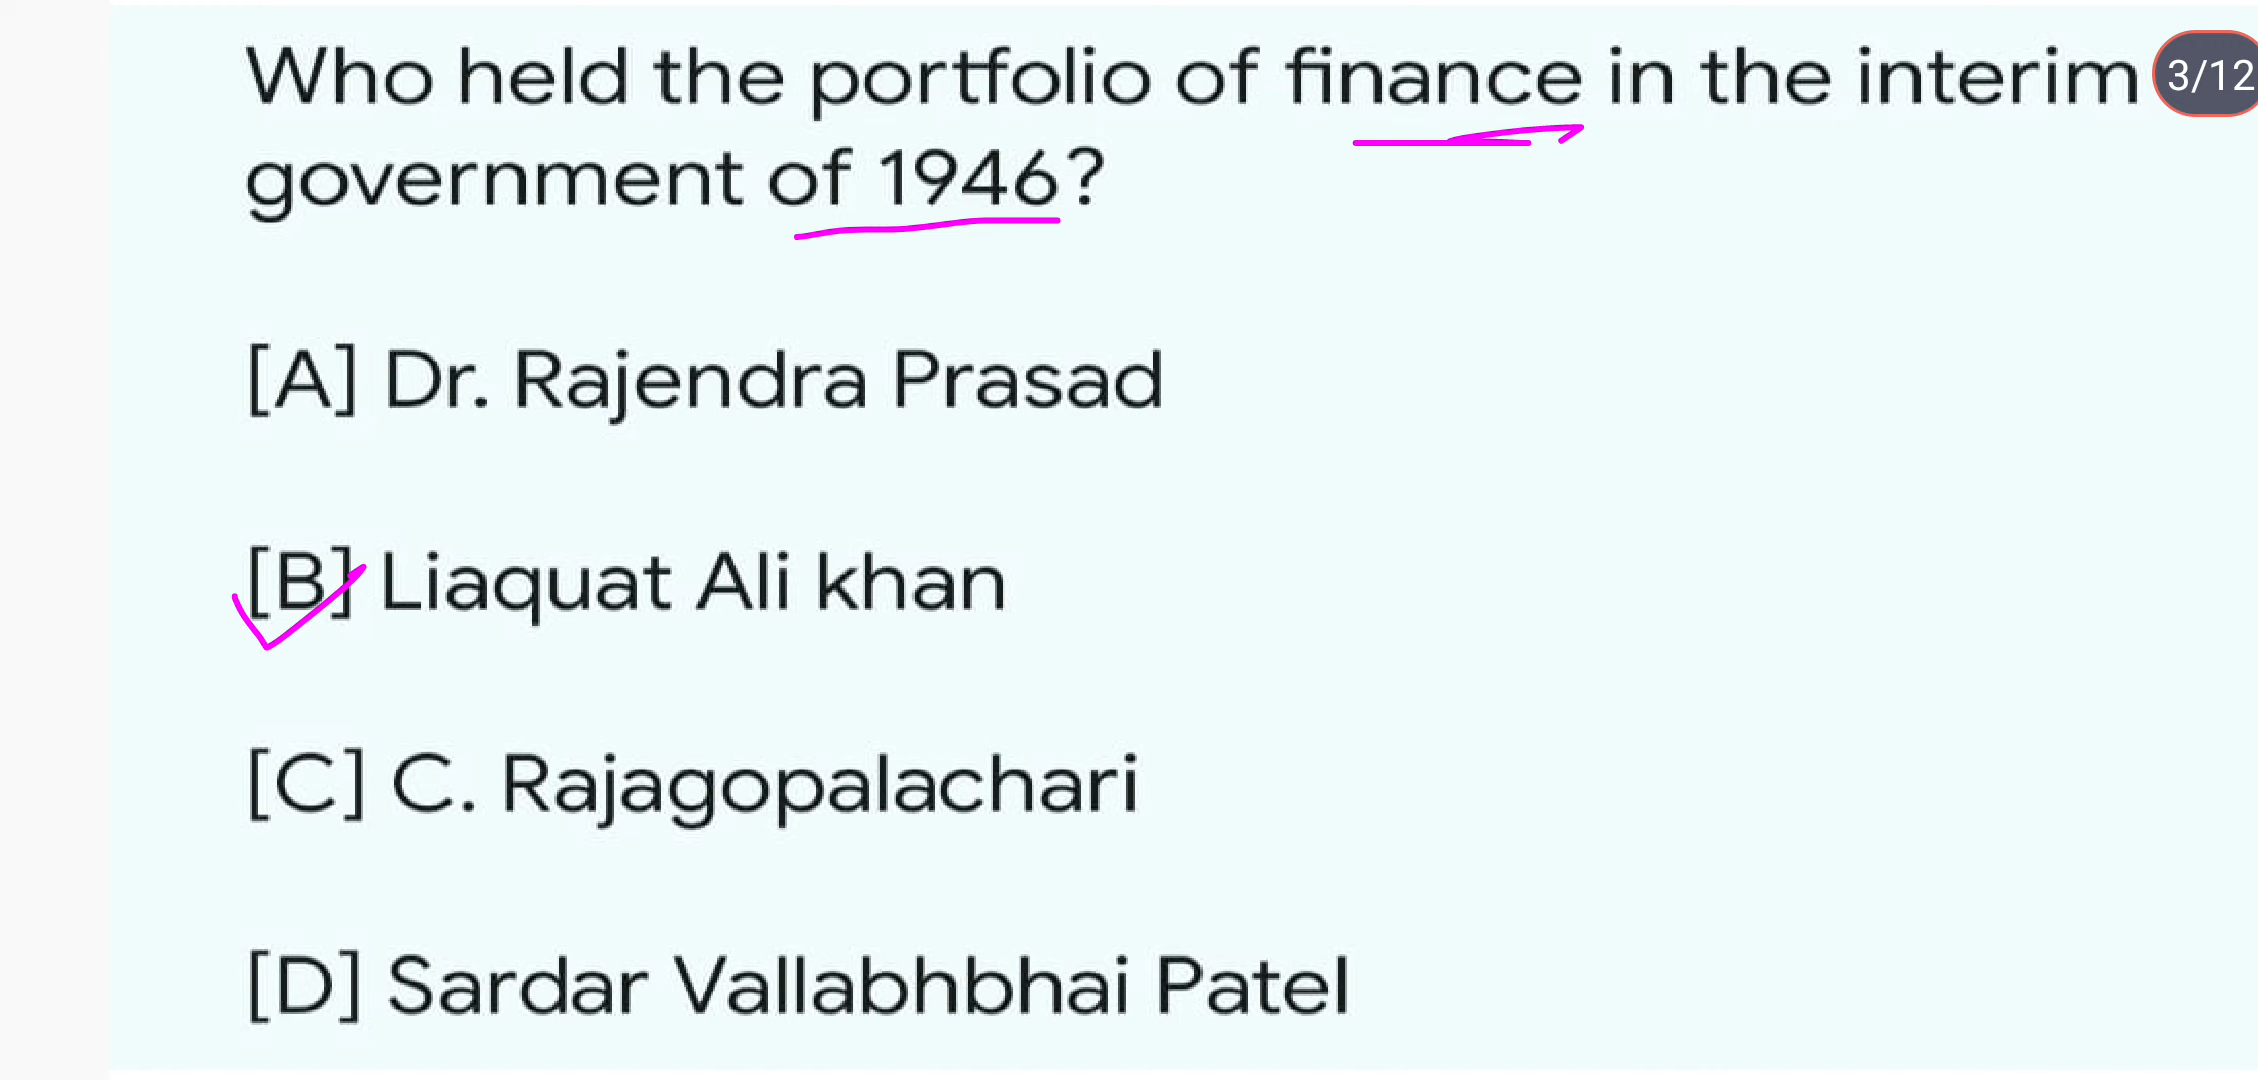 Who held the portfolio of finance in the interim 3/12
government of 1946?
[A] Dr. Rajendra Prasad
[B] Liaquat Ali khan
[C] C. Rajagopalachari
[D] Sardar Vallabhbhai Patel